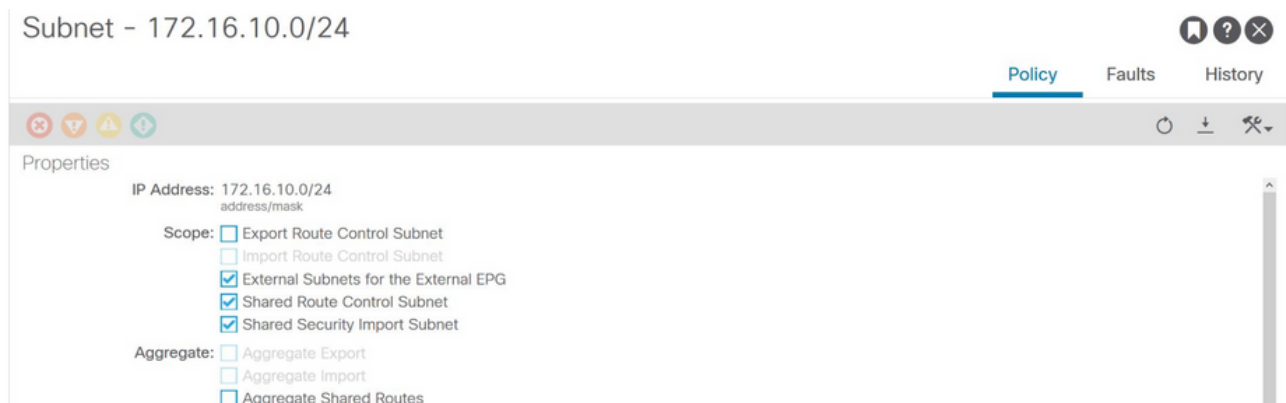 Subnet - 172.16.10.0/24
Policy Faults History
Properties
IP Address: 172.16.10.0/24
address/mask
Scope: Export Route Control Subnet
Import Route Control Subnet
External Subnets for the External EPG
Shared Route Control Subnet
Shared Security Import Subnet
Aggregate: Aggregate Export
Aggregate Import
Aggregate Shared Routes